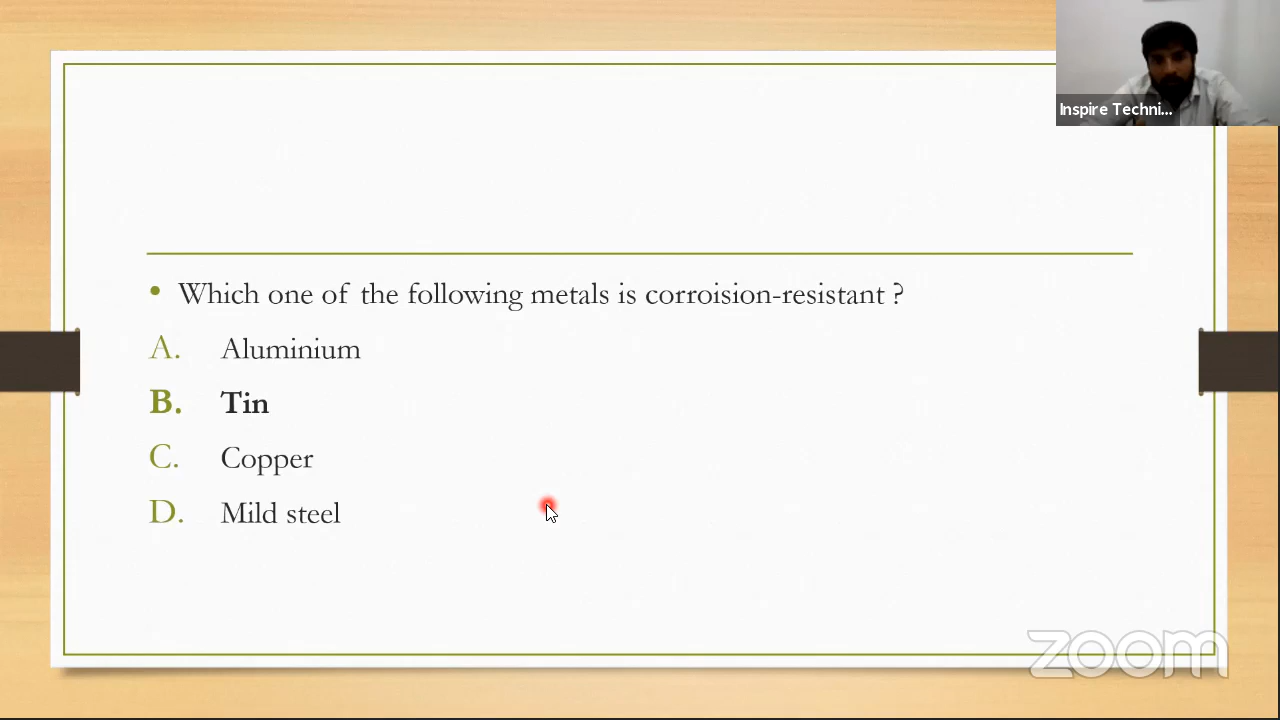 Inspire Techni...
• Which one of the following metals is corroision-resistant ?
A. Aluminium
B. Tin
C. Copper
D. Mild steel
zoom